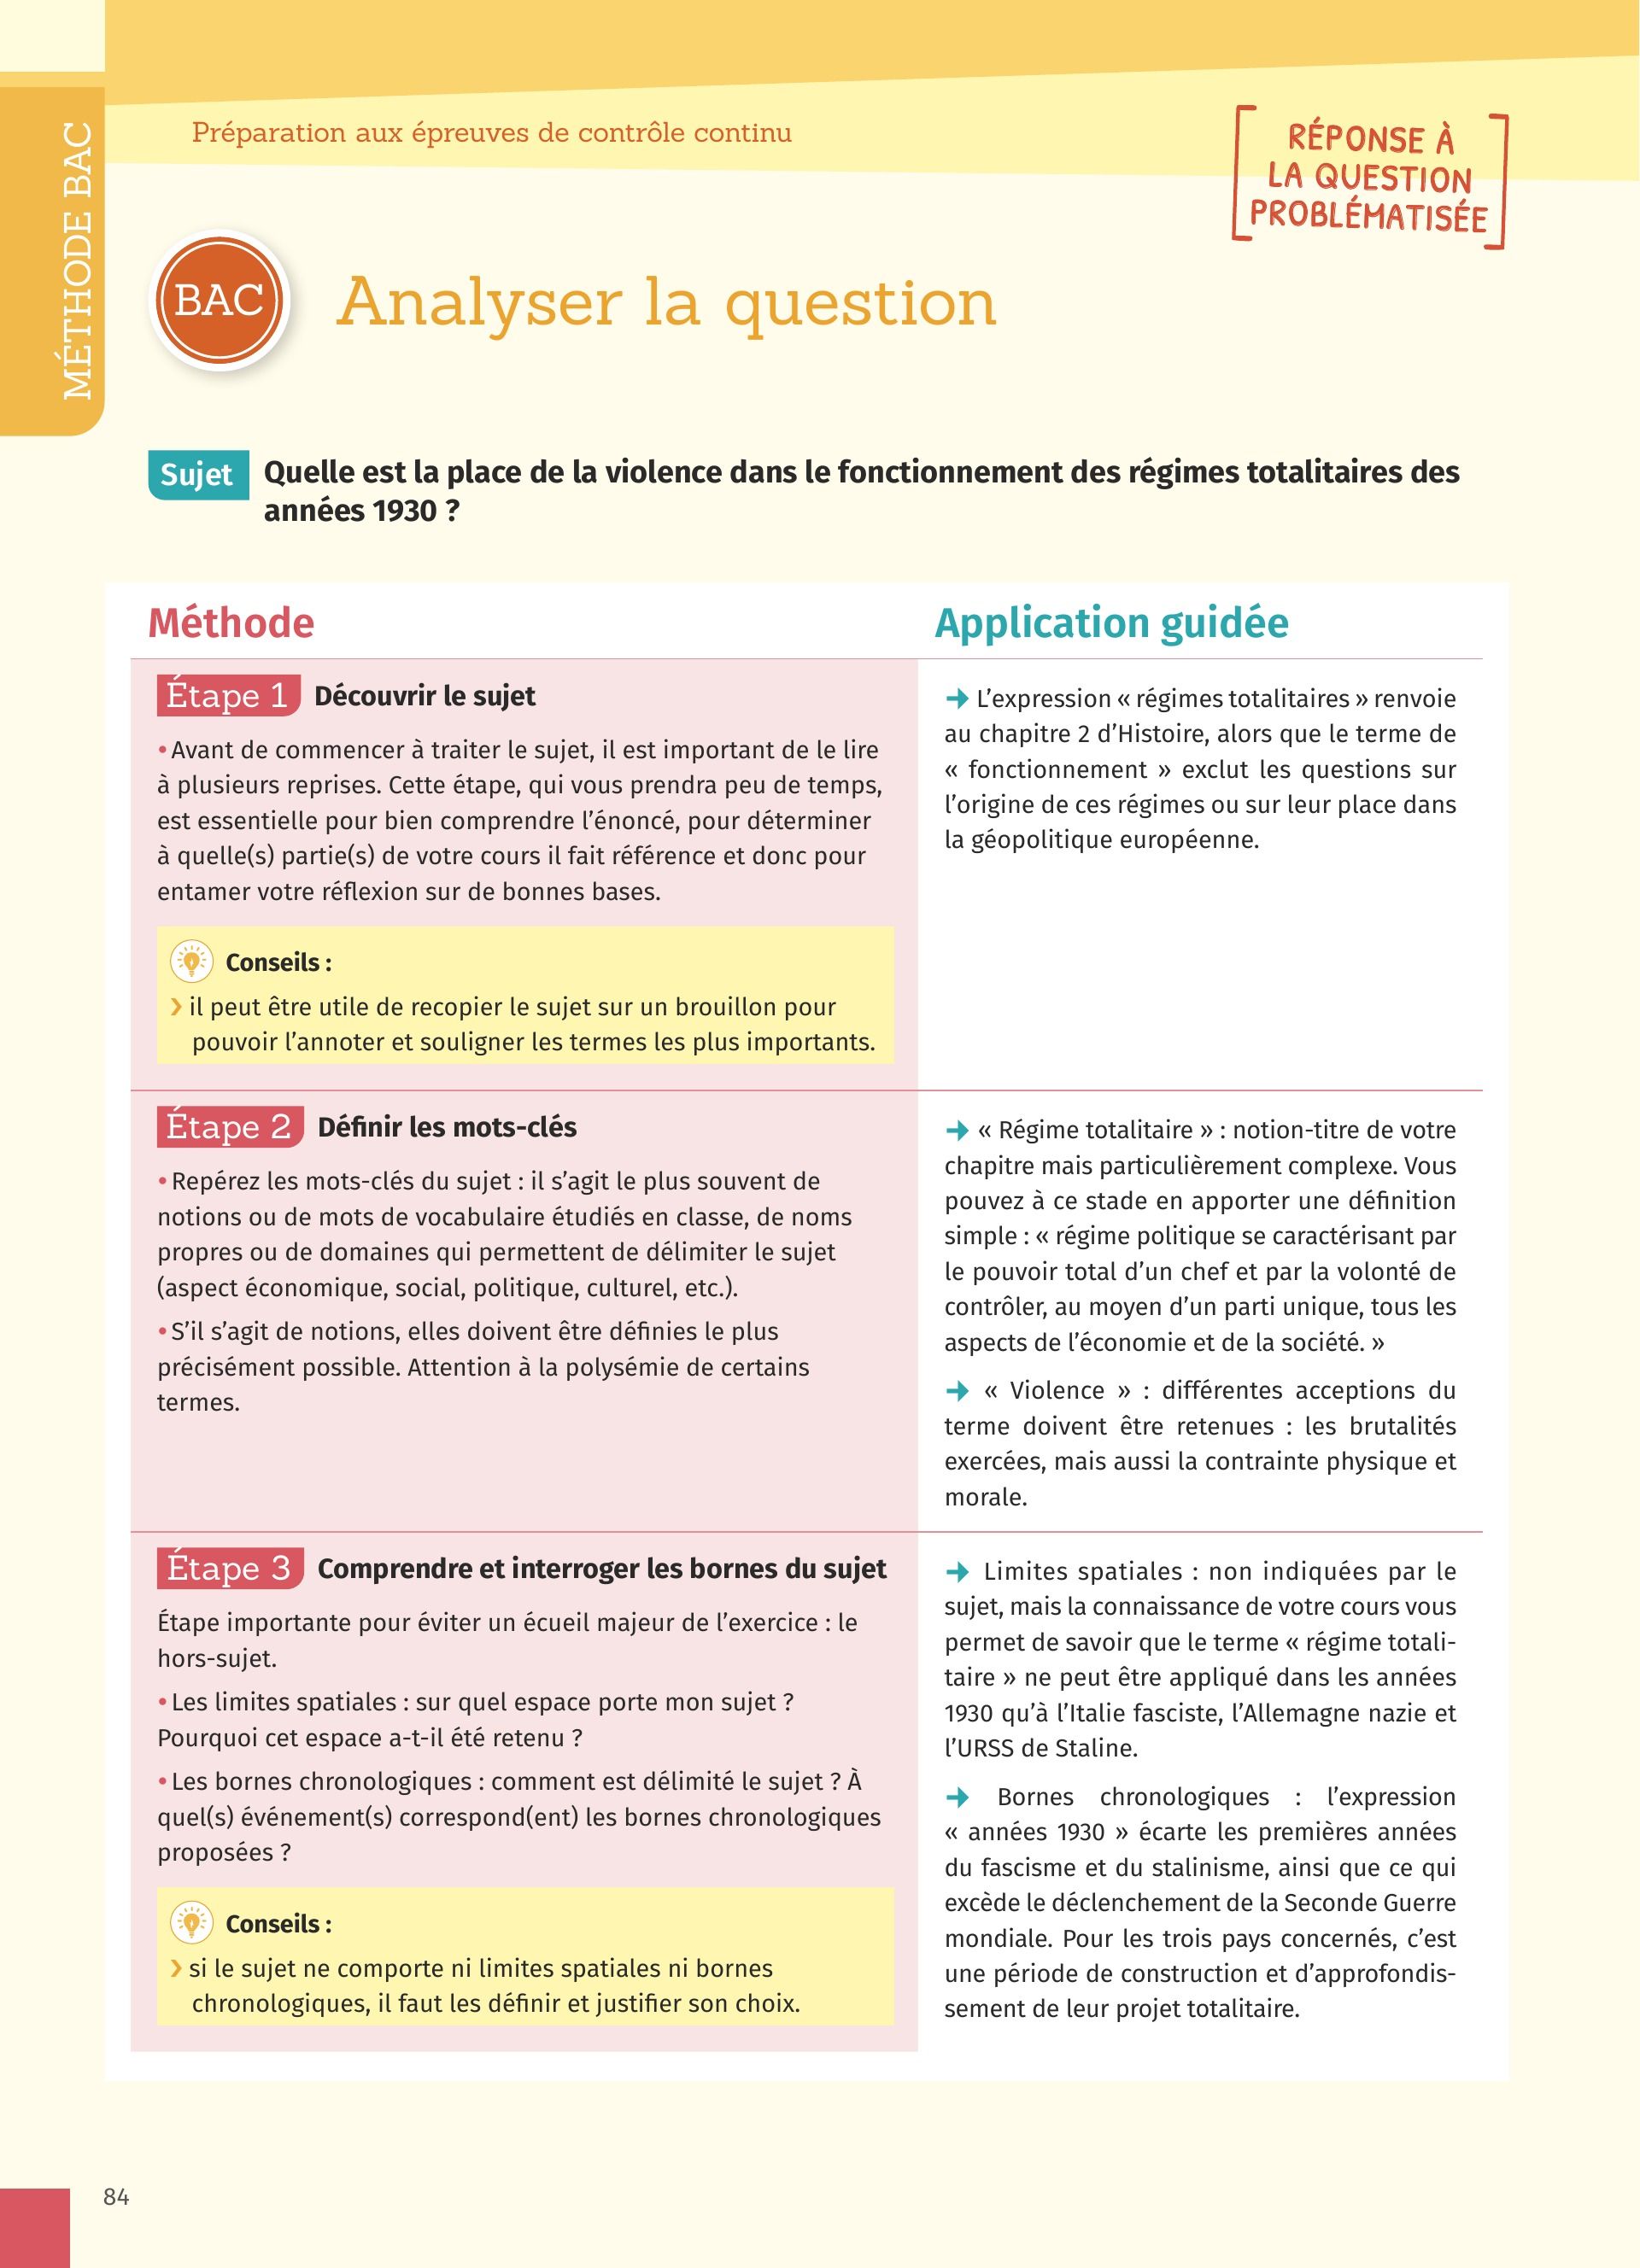 MÉTHODE BAC
Préparation aux épreuves de contrôle continu
RÉPONSE À
LA QUESTION
PROBLÉMATISÉE
BAC
Analyser la question
Sujet
Quelle est la place de la violence dans le fonctionnement des régimes totalitaires des
années 1930 ?
Méthode
Étape 1 Découvrir le sujet
• Avant de commencer à traiter le sujet, il est important de le lire
à plusieurs reprises. Cette étape, qui vous prendra peu de temps,
est essentielle pour bien comprendre l’énoncé, pour déterminer
à quelle(s) partie(s) de votre cours il fait référence et donc pour
entamer votre réflexion sur de bonnes bases.
Conseils :
› il peut être utile de recopier le sujet sur un brouillon pour
pouvoir l’annoter et souligner les termes les plus importants.
Application guidée
➔ L’expression « régimes totalitaires » renvoie
au chapitre 2 d’Histoire, alors que le terme de
« fonctionnement » exclut les questions sur
l’origine de ces régimes ou sur leur place dans
la géopolitique européenne.
Étape 2 Définir les mots-clés
• Repérez les mots-clés du sujet : il s’agit le plus souvent de
notions ou de mots de vocabulaire étudiés en classe, de noms
propres ou de domaines qui permettent de délimiter le sujet
(aspect économique, social, politique, culturel, etc.).
• S’il s’agit de notions, elles doivent être définies le plus
précisément possible. Attention à la polysémie de certains
termes.
➔ « Régime totalitaire » : notion-titre de votre
chapitre mais particulièrement complexe. Vous
pouvez à ce stade en apporter une définition
simple : « régime politique se caractérisant par
le pouvoir total d’un chef et par la volonté de
contrôler, au moyen d’un parti unique, tous les
aspects de l’économie et de la société. »
➔ « Violence » : différentes acceptions du
terme doivent être retenues : les brutalités
exercées, mais aussi la contrainte physique et
morale.
Étape 3 Comprendre et interroger les bornes du sujet
Étape importante pour éviter un écueil majeur de l’exercice : le
hors-sujet.
• Les limites spatiales : sur quel espace porte mon sujet ?
Pourquoi cet espace a-t-il été retenu ?
• Les bornes chronologiques : comment est délimité le sujet ? À
quel(s) événement(s) correspond(ent) les bornes chronologiques
proposées ?
Conseils :
› si le sujet ne comporte ni limites spatiales ni bornes
chronologiques, il faut les définir et justifier son choix.
➔ Limites spatiales : non indiquées par le
sujet, mais la connaissance de votre cours vous
permet de savoir que le terme « régime totali-
taire » ne peut être appliqué dans les années
1930 qu’à l’Italie fasciste, l’Allemagne nazie et
l’URSS de Staline.
➔ Bornes chronologiques : l’expression
« années 1930 » écarte les premières années
du fascisme et du stalinisme, ainsi que ce qui
excède le déclenchement de la Seconde Guerre
mondiale. Pour les trois pays concernés, c’est
une période de construction et d’approfondis-
sement de leur projet totalitaire.
84